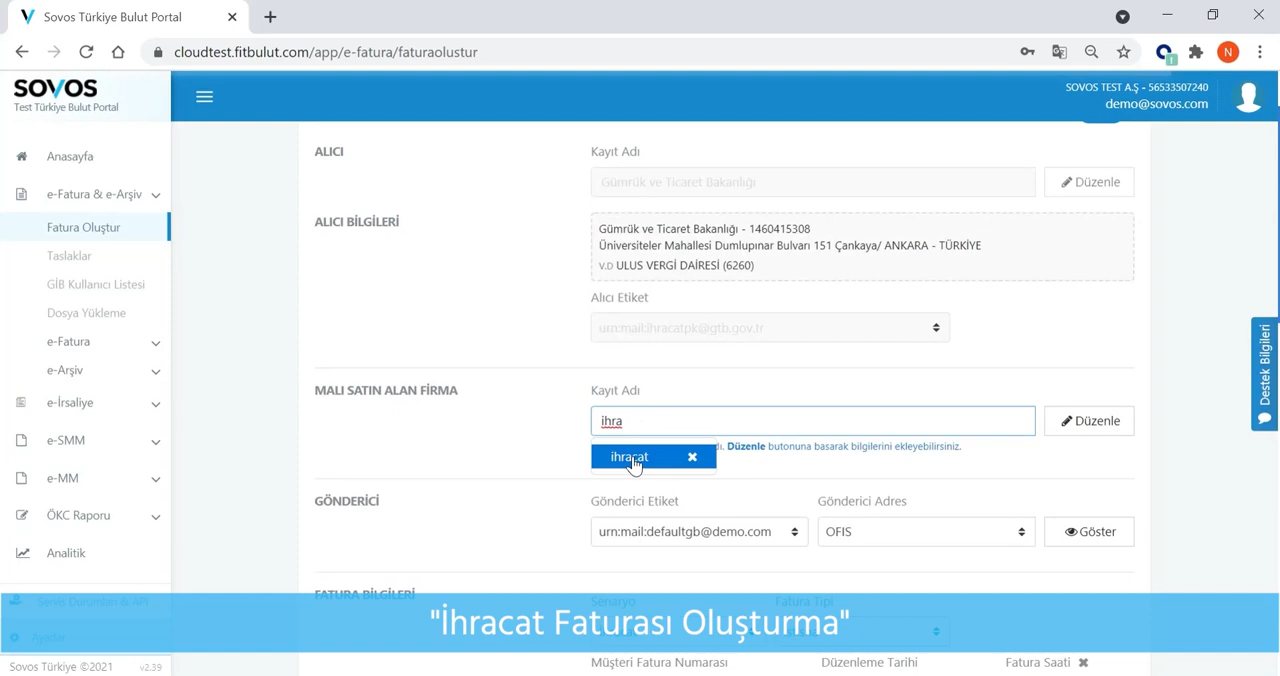 Sovos Türkiye Bulut Portal
cloudtest.fitbulut.com/app/e-fatura/faturaolustur
N
1
SOVOS
Test Türkiye Bulut Portal
SOVOS TEST A.Ş - 56533507240
demo@sovos.com
Anasayfa
e-Fatura & e-Arşiv
Fatura Oluştur
Taslaklar
GİB Kullanıcı Listesi
Dosya Yükleme
e-Fatura
e-Arşiv
e-İrsaliye
e-SMM
e-MM
ÖKC Raporu
Analitik
Servis Durumları & API
Ayarlar
Sovos Türkiye ©2021 v2.39
ALICI
Kayıt Adı
Gümrük ve Ticaret Bakanlığı
Düzenle
ALICI BİLGİLERİ
Gümrük ve Ticaret Bakanlığı - 1460415308
Üniversiteler Mahallesi Dumlupınar Bulvarı 151 Çankaya/ ANKARA - TÜRKİYE
V.D ULUS VERGİ DAİRESİ (6260)
Alıcı Etiket
urn:mail:ihracatpk@gtb.gov.tr
MALI SATIN ALAN FİRMA
Kayıt Adı
ihra
Düzenle
Düzenle butonuna basarak bilgilerini ekleyebilirsiniz.
ihracat
GÖNDERİCİ
Gönderici Etiket
Gönderici Adres
urn:mail:defaultgb@demo.com
OFIS
Göster
FATURA BİLGİLERİ
Senaryo
Fatura Tipi
"İhracat Faturası Oluşturma"
Müşteri Fatura Numarası
Düzenleme Tarihi
Fatura Saati
Destek Bilgileri